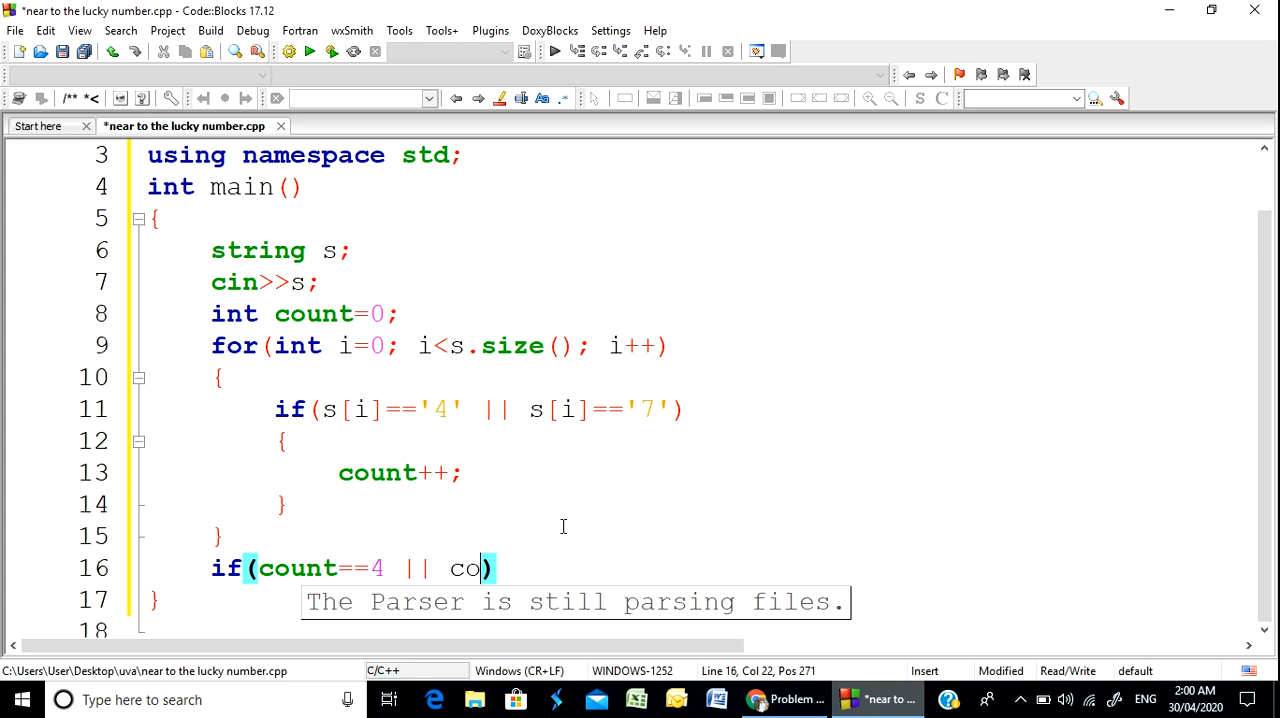 *near to the lucky number.cpp - Code::Blocks 17.12
File Edit View Search Project Build Debug Fortran wxSmith Tools Tools+ Plugins DoxyBlocks Settings Help
/** *<
Aa .*
S C
Start here *near to the lucky number.cpp
3 using namespace std;
4 int main()
5 {
6 string s;
7 cin>>s;
8 int count=0;
9 for(int i=0; i<s.size(); i++)
10 {
11 if(s[i]=='4' || s[i]=='7')
12 {
13 count++;
14 }
15 }
16 if(count==4 || co)
17 }
The Parser is still parsing files.
18
C:\Users\User\Desktop\uva\near to the lucky number.cpp C/C++ Windows (CR+LF) WINDOWS-1252 Line 16, Col 22, Pos 271 Insert Modified Read/Write default
Type here to search Problem ... *near to ... ENG 2:00 AM
30/04/2020